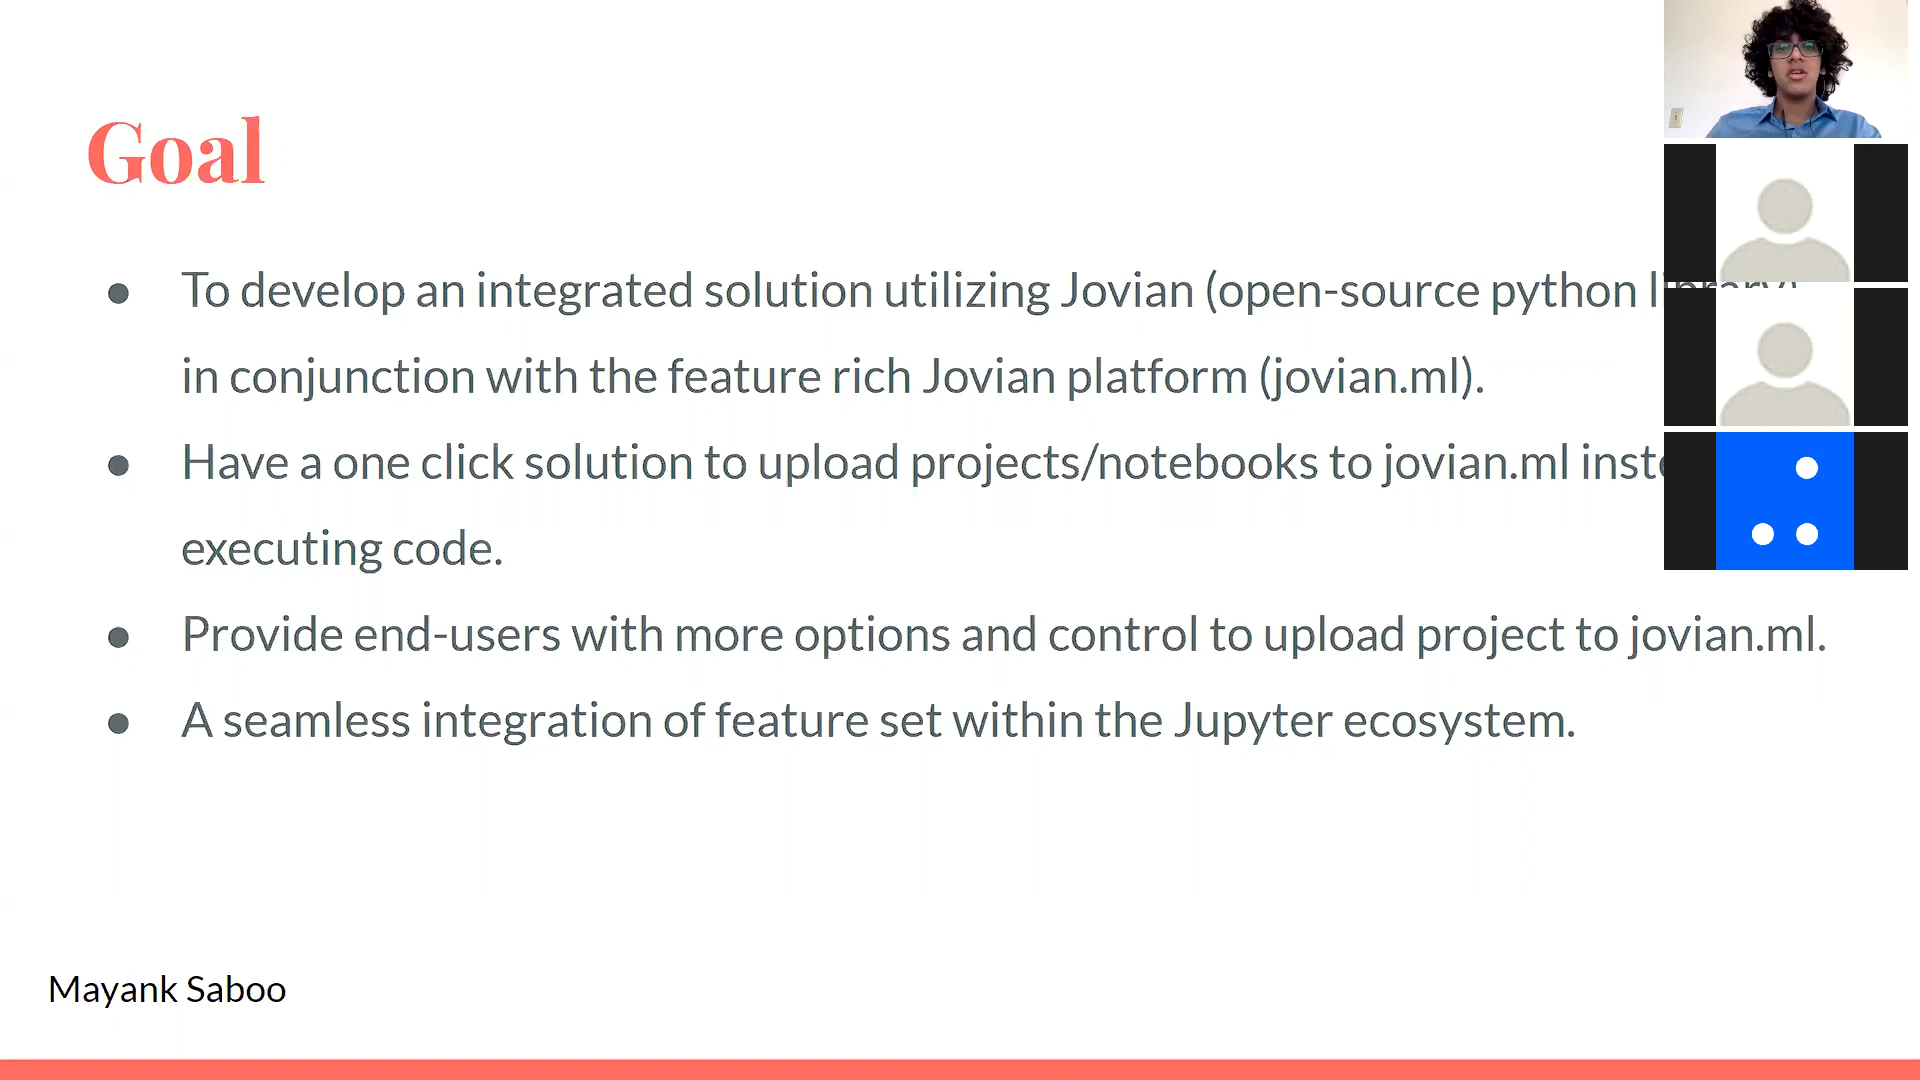 Goal
● To develop an integrated solution utilizing Jovian (open-source python library)
in conjunction with the feature rich Jovian platform (jovian.ml).
● Have a one click solution to upload projects/notebooks to jovian.ml
executing code.
● Provide end-users with more options and control to upload project to jovian.ml.
● A seamless integration of feature set within the Jupyter ecosystem.
Mayank Saboo